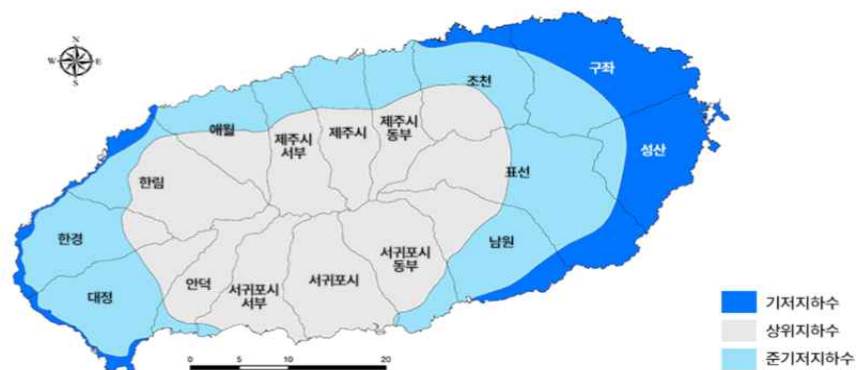 N
W E
S
구좌
조천
애월
제주시
서부
제주시
제주시
동부
성산
한림
표선
한경
남원
서귀포시
동부
안덕
서귀포시
서부
서귀포시
대정
기저지하수
상위지하수
준기저지하수
0 5 10 20